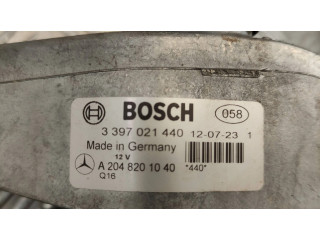 BOSCH 058
3 397 021 440 12-07-23 1
Made in Germany
12 V
A 204 820 10 40 *440*
Q16